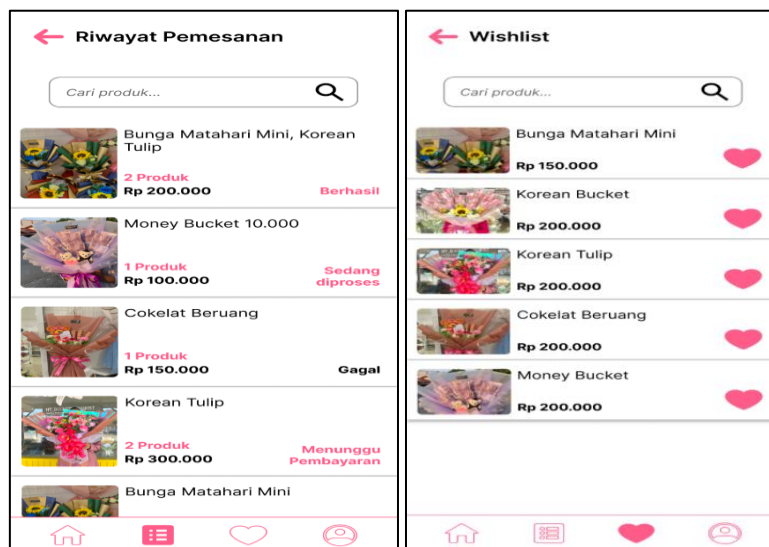 Riwayat Pemesanan
Cari produk...
Bunga Matahari Mini, Korean
Tulip
2 Produk
Rp 200.000
Berhasil
Money Bucket 10.000
1 Produk
Rp 100.000
Sedang
diproses
Cokelat Beruang
1 Produk
Rp 150.000
Gagal
Korean Tulip
2 Produk
Rp 300.000
Menunggu
Pembayaran
Bunga Matahari Mini
Wishlist
Cari produk...
Bunga Matahari Mini
Rp 150.000
Korean Bucket
Rp 200.000
Korean Tulip
Rp 200.000
Cokelat Beruang
Rp 200.000
Money Bucket
Rp 200.000